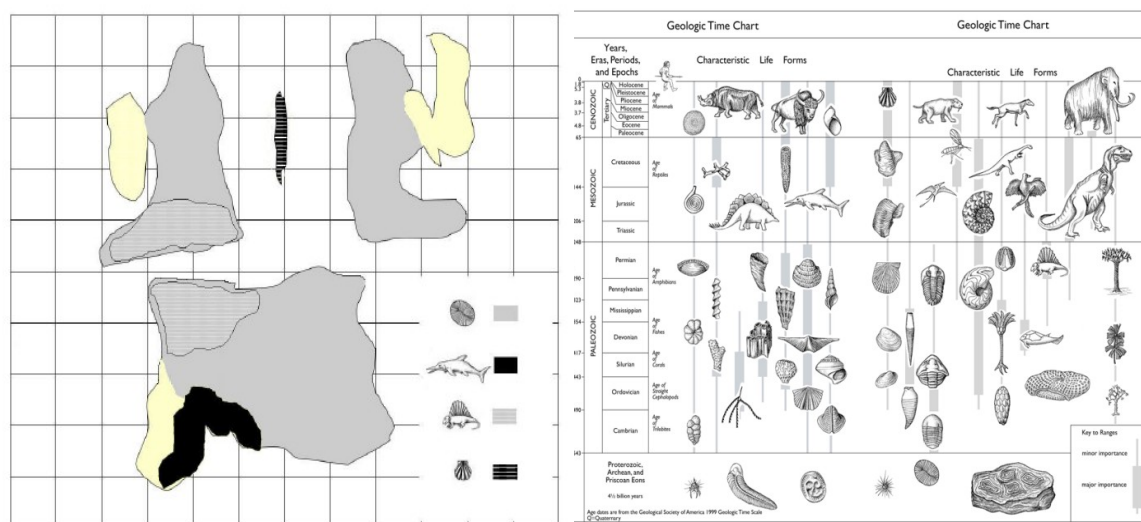 Geologic Time Chart
Geologic Time Chart
Years,
Eras, Periods,
and Epochs
Characteristic Life Forms
Characteristic Life Forms
CENOZOIC
Q
Tertiary
Holocene
Pleistocene
Pliocene
Miocene
Oligocene
Eocene
Paleocene
Age
of
Mammals
MESOZOIC
Cretaceous
Age
of
Reptiles
144
Jurassic
206
Triassic
PALEOZOIC
Permian
Age of
Amphibians
290
Pennsylvanian
323
Mississippian
354
Devonian
Age of
Fishes
417
Silurian
Age of
Corals
443
Ordovician
Age of
Straight
Cephalopods
490
Cambrian
Age of
Trilobites
543
Proterozoic,
Archean, and
Priscoan Eons
4½ billion years
Age dates are from the Geological Society of America 1999 Geologic Time Scale
Q=Quaternary
Key to Ranges
minor importance
major importance